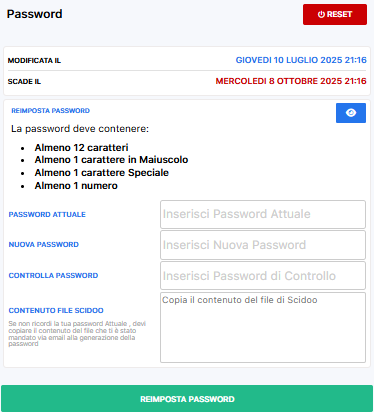 Password
RESET
MODIFICATA IL
GIOVEDI 10 LUGLIO 2025 21:16
SCADE IL
MERCOLEDI 8 OTTOBRE 2025 21:16
REIMPOSTA PASSWORD
La password deve contenere:
Almeno 12 caratteri
Almeno 1 carattere in Maiuscolo
Almeno 1 carattere Speciale
Almeno 1 numero
PASSWORD ATTUALE
Inserisci Password Attuale
NUOVA PASSWORD
Inserisci Nuova Password
CONTROLLA PASSWORD
Inserisci Password di Controllo
CONTENUTO FILE SCIDOO
Se non ricordi la tua password Attuale , devi
copiare il contenuto del file che ti è stato
mandato via email alla generazione della
password
Copia il contenuto del file di Scidoo
REIMPOSTA PASSWORD